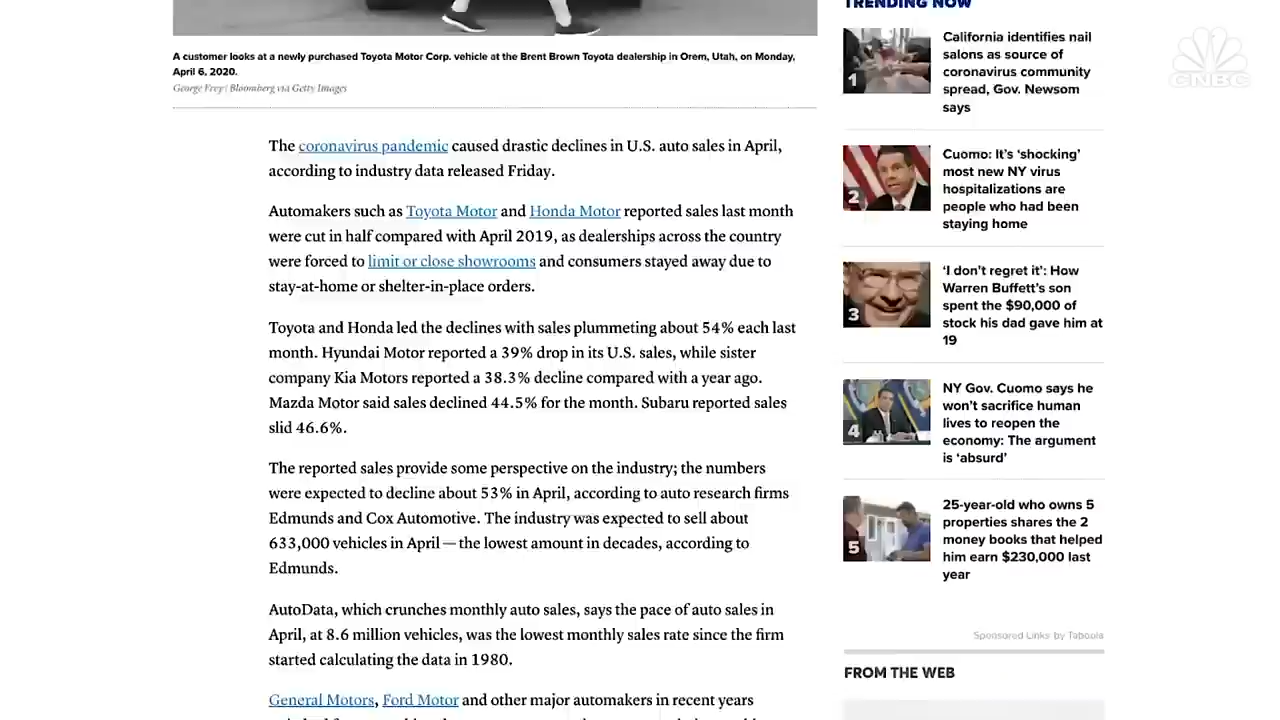 A customer looks at a newly purchased Toyota Motor Corp. vehicle at the Brent Brown Toyota dealership in Orem, Utah, on Monday,
April 6, 2020.
George Frey | Bloomberg via Getty Images
The coronavirus pandemic caused drastic declines in U.S. auto sales in April,
according to industry data released Friday.
Automakers such as Toyota Motor and Honda Motor reported sales last month
were cut in half compared with April 2019, as dealerships across the country
were forced to limit or close showrooms and consumers stayed away due to
stay-at-home or shelter-in-place orders.
Toyota and Honda led the declines with sales plummeting about 54% each last
month. Hyundai Motor reported a 39% drop in its U.S. sales, while sister
company Kia Motors reported a 38.3% decline compared with a year ago.
Mazda Motor said sales declined 44.5% for the month. Subaru reported sales
slid 46.6%.
The reported sales provide some perspective on the industry; the numbers
were expected to decline about 53% in April, according to auto research firms
Edmunds and Cox Automotive. The industry was expected to sell about
633,000 vehicles in April — the lowest amount in decades, according to
Edmunds.
AutoData, which crunches monthly auto sales, says the pace of auto sales in
April, at 8.6 million vehicles, was the lowest monthly sales rate since the firm
started calculating the data in 1980.
General Motors, Ford Motor and other major automakers in recent years
TRENDING NOW
1
California identifies nail
salons as source of
coronavirus community
spread, Gov. Newsom
says
2
Cuomo: It's 'shocking'
most new NY virus
hospitalizations are
people who had been
staying home
3
'I don't regret it': How
Warren Buffett's son
spent the $90,000 of
stock his dad gave him at
19
4
NY Gov. Cuomo says he
won't sacrifice human
lives to reopen the
economy: The argument
is 'absurd'
5
25-year-old who owns 5
properties shares the 2
money books that helped
him earn $230,000 last
year
Sponsored Links by Taboola
FROM THE WEB
CNBC